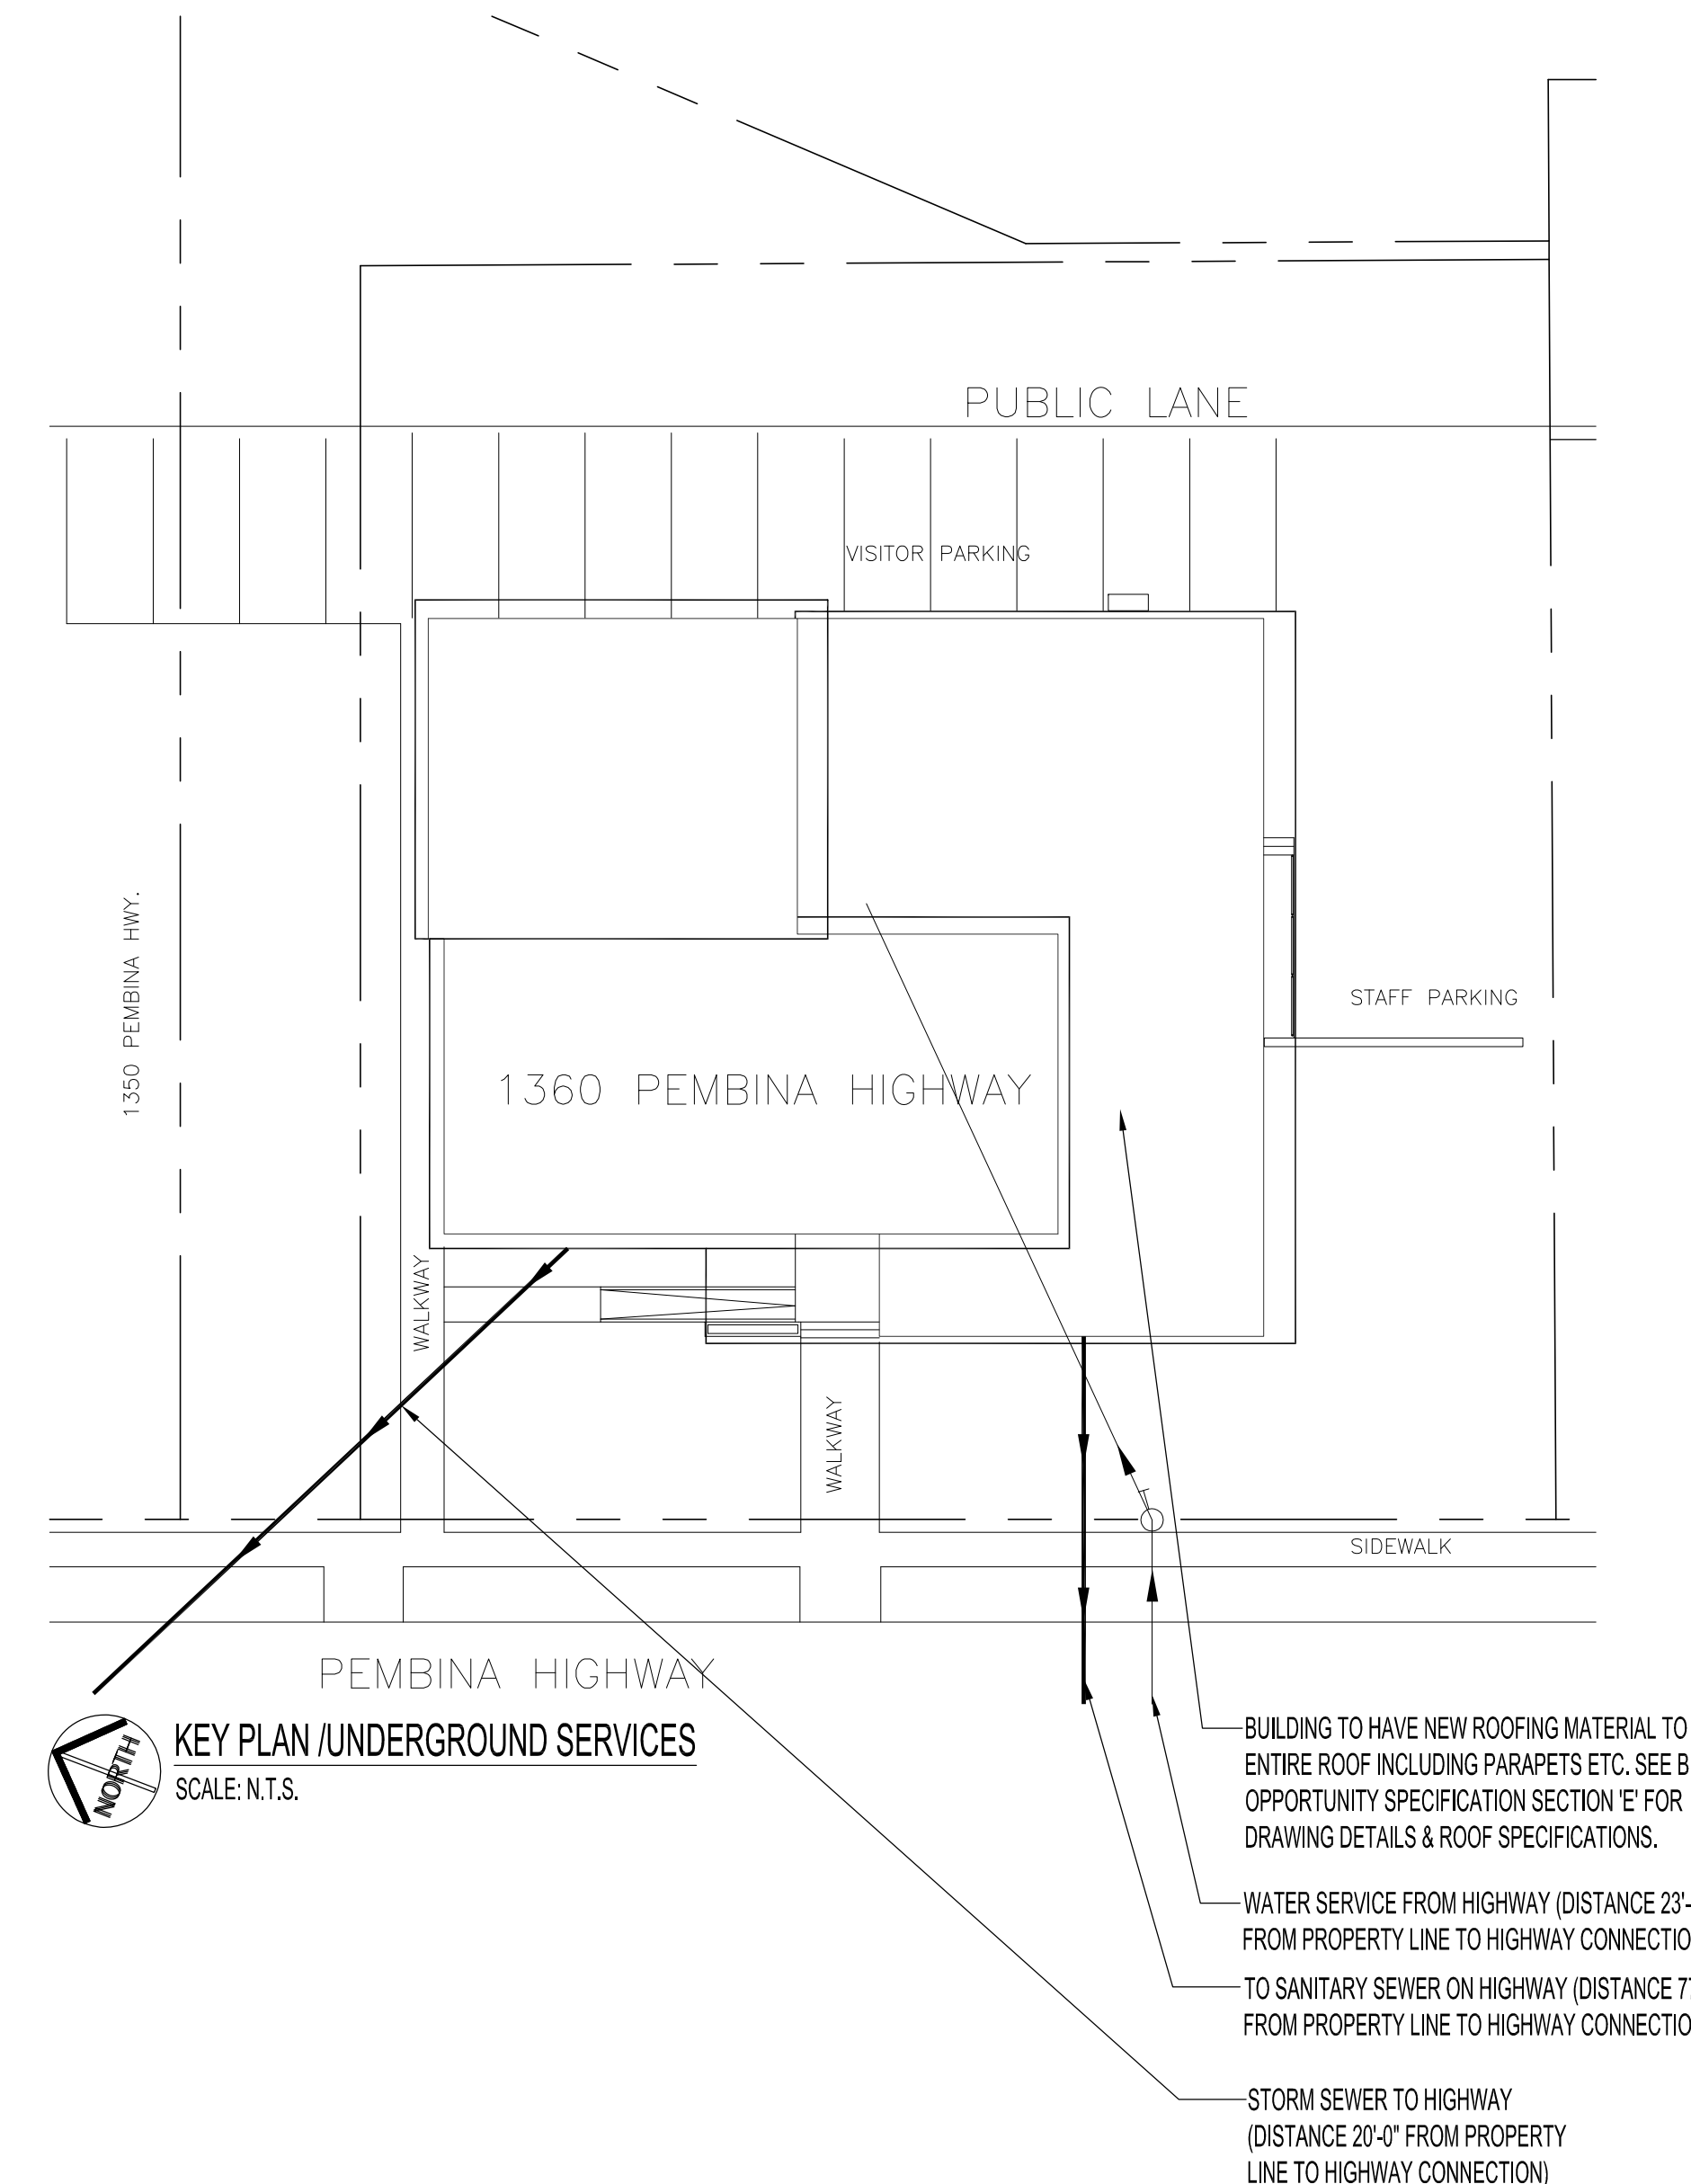 PUBLIC LANE
VISITOR PARKING
1350 PEMBINA HWY.
STAFF PARKING
1360 PEMBINA HIGHWAY
WALKWAY
WALKWAY
SIDEWALK
PEMBINA HIGHWAY
NORTH
KEY PLAN /UNDERGROUND SERVICES
SCALE: N.T.S.
BUILDING TO HAVE NEW ROOFING MATERIAL TO
ENTIRE ROOF INCLUDING PARAPETS ETC. SEE B
OPPORTUNITY SPECIFICATION SECTION 'E' FOR
DRAWING DETAILS & ROOF SPECIFICATIONS.
WATER SERVICE FROM HIGHWAY (DISTANCE 23'-
FROM PROPERTY LINE TO HIGHWAY CONNECTIO
TO SANITARY SEWER ON HIGHWAY (DISTANCE 7
FROM PROPERTY LINE TO HIGHWAY CONNECTIO
STORM SEWER TO HIGHWAY
(DISTANCE 20'-0" FROM PROPERTY
LINE TO HIGHWAY CONNECTION)